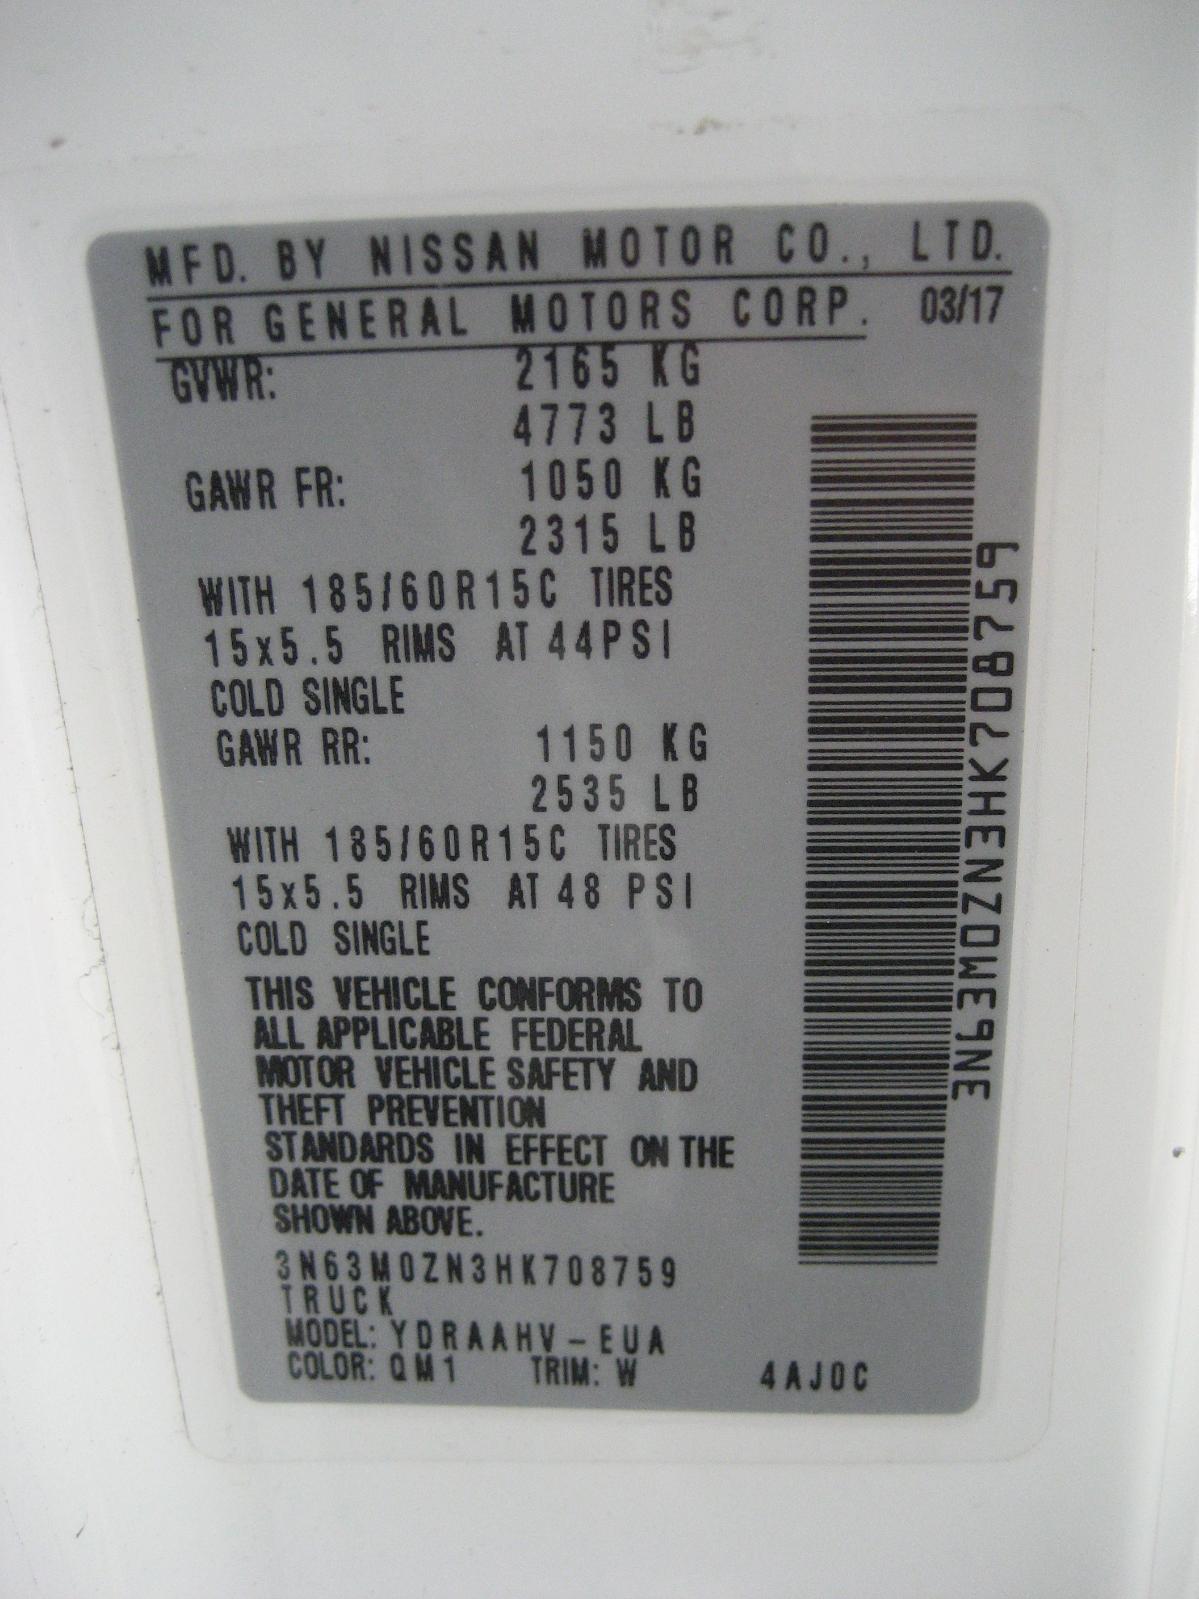 MFD. BY NISSAN MOTOR CO., LTD.
FOR GENERAL MOTORS CORP. 03/17
GVWR: 2165 KG
4773 LB
GAWR FR: 1050 KG
2315 LB
WITH 185/60R15C TIRES
15x5.5 RIMS AT 44PSI
COLD SINGLE
GAWR RR: 1150 KG
2535 LB
WITH 185/60R15C TIRES
15x5.5 RIMS AT 48 PSI
COLD SINGLE
THIS VEHICLE CONFORMS TO
ALL APPLICABLE FEDERAL
MOTOR VEHICLE SAFETY AND
THEFT PREVENTION
STANDARDS IN EFFECT ON THE
DATE OF MANUFACTURE
SHOWN ABOVE.
3N63M0ZN3HK708759
TRUCK
MODEL: YDRAAHV-EUA
COLOR: QM1 TRIM: W 4AJ0C
3N63M0ZN3HK708759